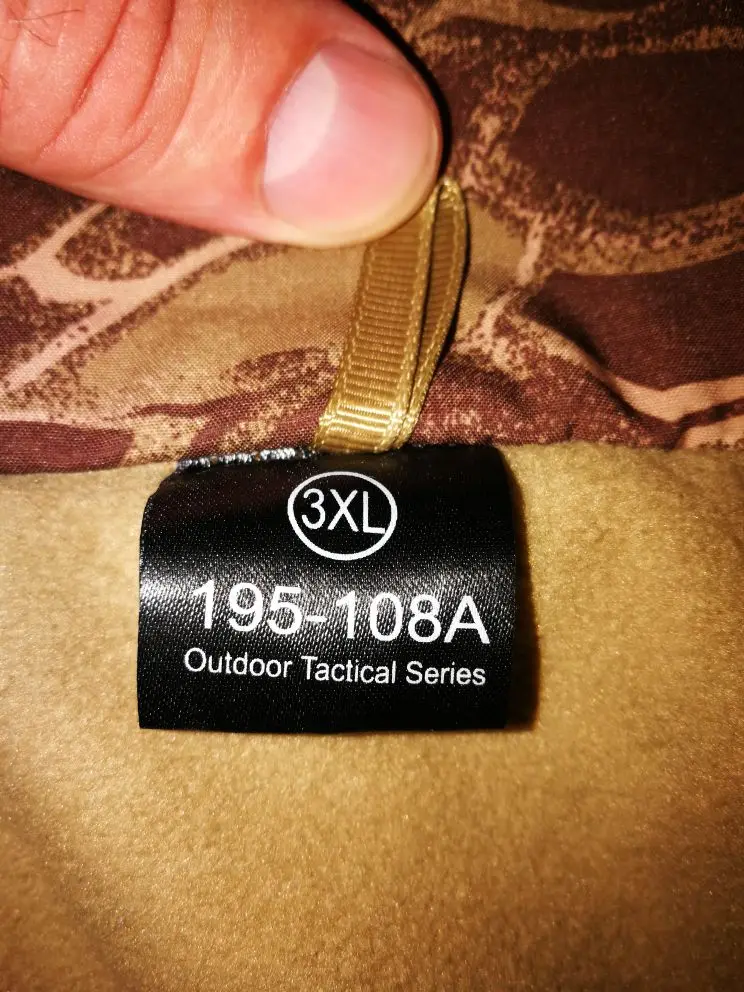 3XL
195-108A
Outdoor Tactical Series